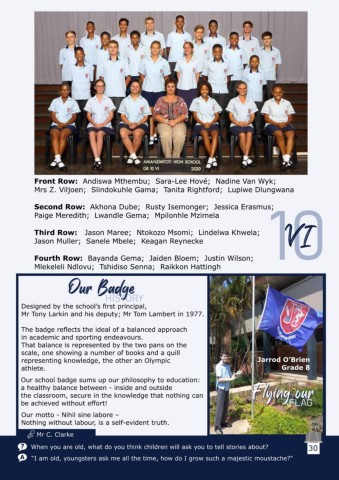 AMANZIMTOTI HIGH SCHOOL
GR 10 VI 2020
Front Row: Andiswa Mthembu; Sara-Lee Hové; Nadine Van Wyk;
Mrs Z. Viljoen; Slindokuhle Gama; Tanita Rightford; Lupiwe Dlungwana
Second Row: Akhona Dube; Rusty Isemonger; Jessica Erasmus;
Paige Meredith; Lwandle Gema; Mpilonhle Mzimela
Third Row: Jason Maree; Ntokozo Msomi; Lindelwa Khwela;
Jason Muller; Sanele Mbele; Keagan Reynecke
Fourth Row: Bayanda Gema; Jaiden Bloem; Justin Wilson;
Mlekeleli Ndlovu; Tshidiso Senna; Raikkon Hattingh
10
VI
Our Badge
HISTORY
Designed by the school's first principal,
Mr Tony Larkin and his deputy; Mr Tom Lambert in 1977.
The badge reflects the ideal of a balanced approach
in academic and sporting endeavours.
That balance is represented by the two pans on the
scale, one showing a number of books and a quill
representing knowledge, the other an Olympic
athlete.
Our school badge sums up our philosophy to education:
a healthy balance between - inside and outside
the classroom, secure in the knowledge that nothing can
be achieved without effort!
Our motto - Nihil sine labore –
Nothing without labour, is a self-evident truth.
Jarrod O'Brien
Grade 8
Flying our
FLAG
Mr C. Clarke
? When you are old, what do you think children will ask you to tell stories about?
A "I am old, youngsters ask me all the time, how do I grow such a majestic moustache?"
30